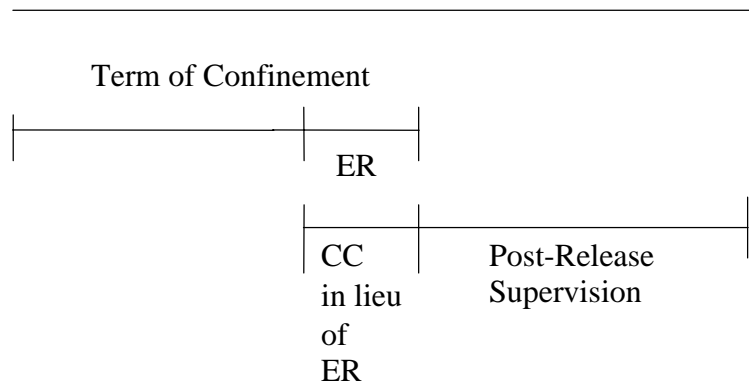 Term of Confinement
ER
CC
in lieu
of
ER
Post-Release
Supervision